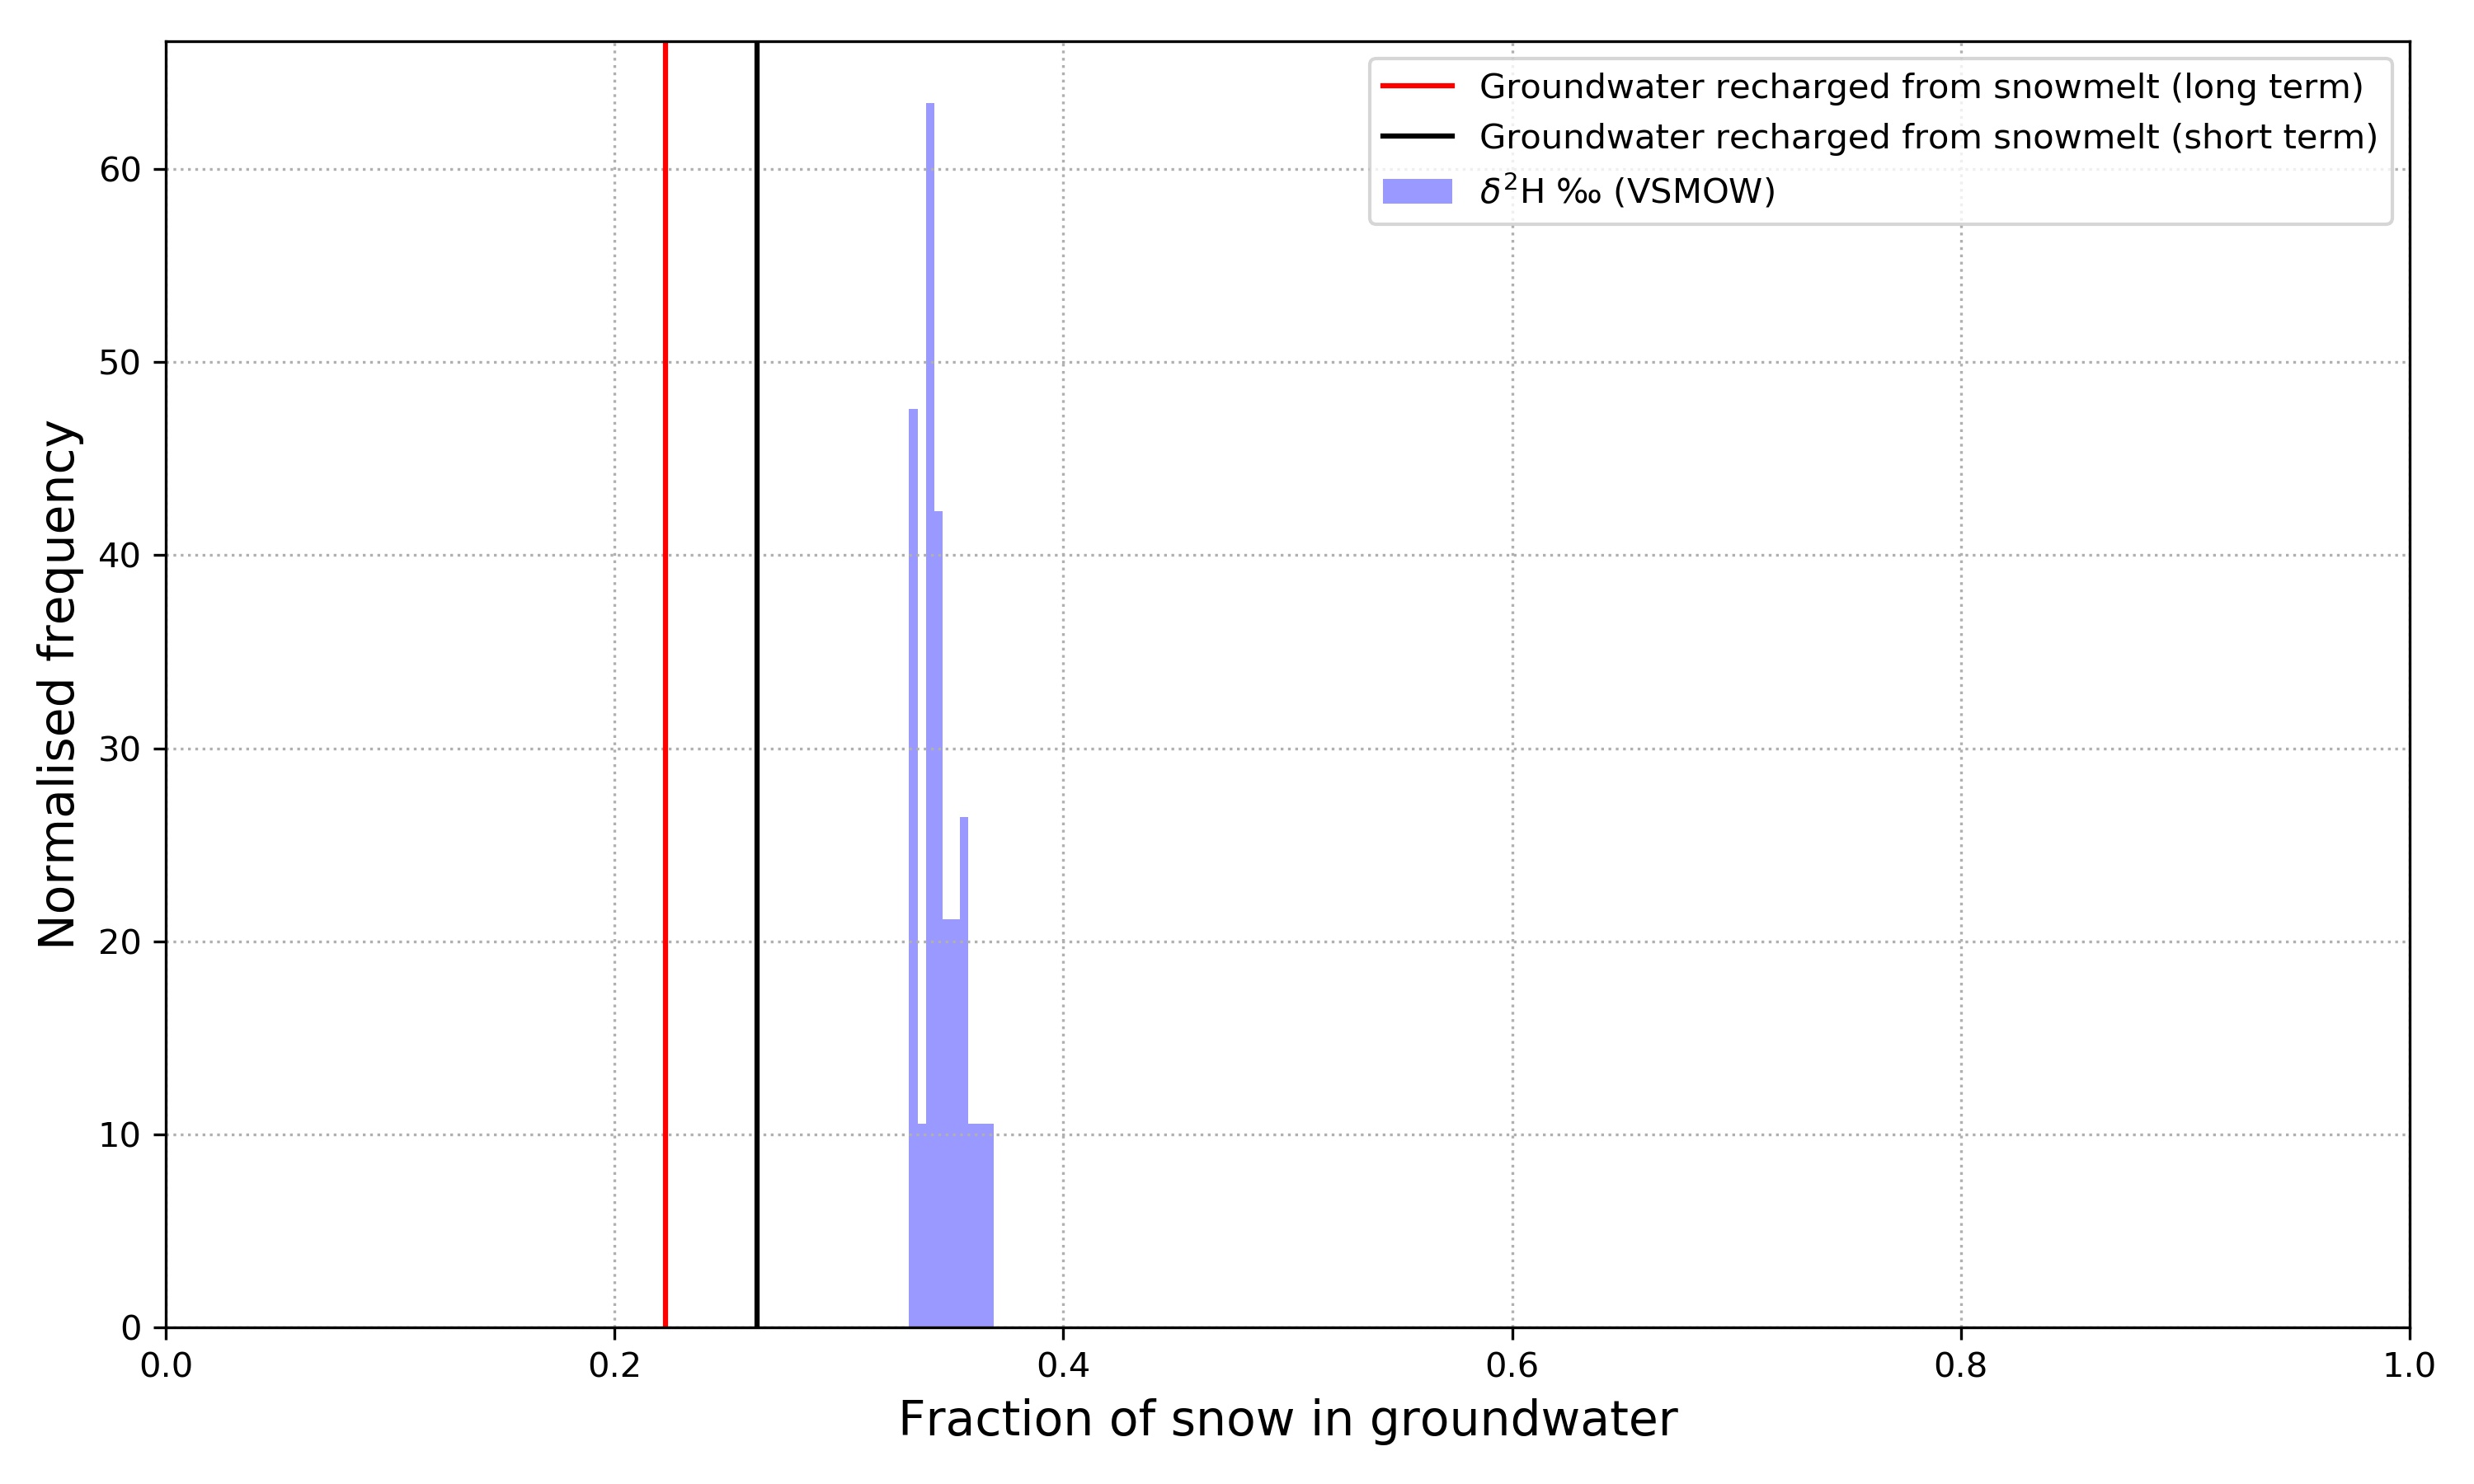 Groundwater recharged from snowmelt (long term)
Groundwater recharged from snowmelt (short term)
δ²H ‰ (VSMOW)
Normalised frequency
60
50
40
30
20
10
0
0.0 0.2 0.4 0.6 0.8 1.0
Fraction of snow in groundwater